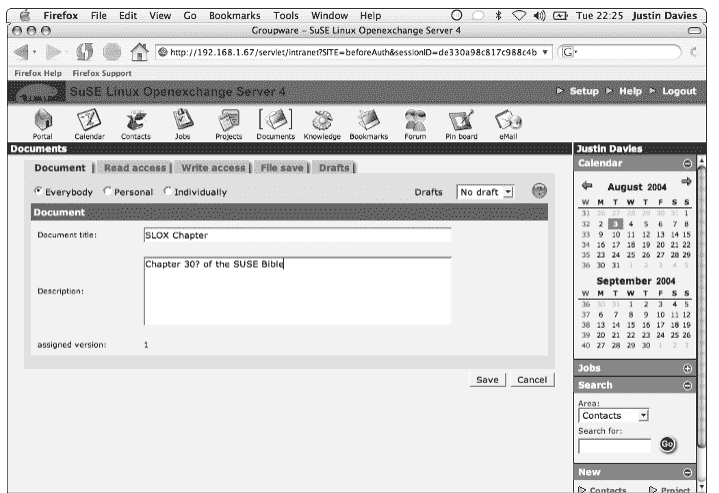 Firefox File Edit View Go Bookmarks Tools Window Help Tue 22:25 Justin Davies
Groupware – SuSE Linux Openexchange Server 4
http://192.168.1.67/servlet/intranet?SITE=beforeAuth&sessionID=de330a98c817c988c4b
Firefox Help Firefox Support
SuSE Linux Openexchange Server 4 Setup Help Logout
Portal Calendar Contacts Jobs Projects Documents Knowledge Bookmarks Forum Pin board eMail
Documents Justin Davies
Document | Read access | Write access | File save | Drafts |
Everybody Personal Individually Drafts No draft
Document
Document title: SLOX Chapter
Description: Chapter 30? of the SUSE Bible
assigned version: 1
Save Cancel
Calendar
August 2004
W M T W T F S S
31 26 27 28 29 30 31 1
32 2 3 4 5 6 7 8
33 9 10 11 12 13 14 15
34 16 17 18 19 20 21 22
35 23 24 25 26 27 28 29
36 30 31 1 2 3 4 5
September 2004
W M T W T F S S
36 30 31 1 2 3 4 5
37 6 7 8 9 10 11 12
38 13 14 15 16 17 18 19
39 20 21 22 23 24 25 26
40 27 28 29 30 1 2 3
Jobs
Search
Area:
Contacts
Search for:
Go
New
Contacts Project